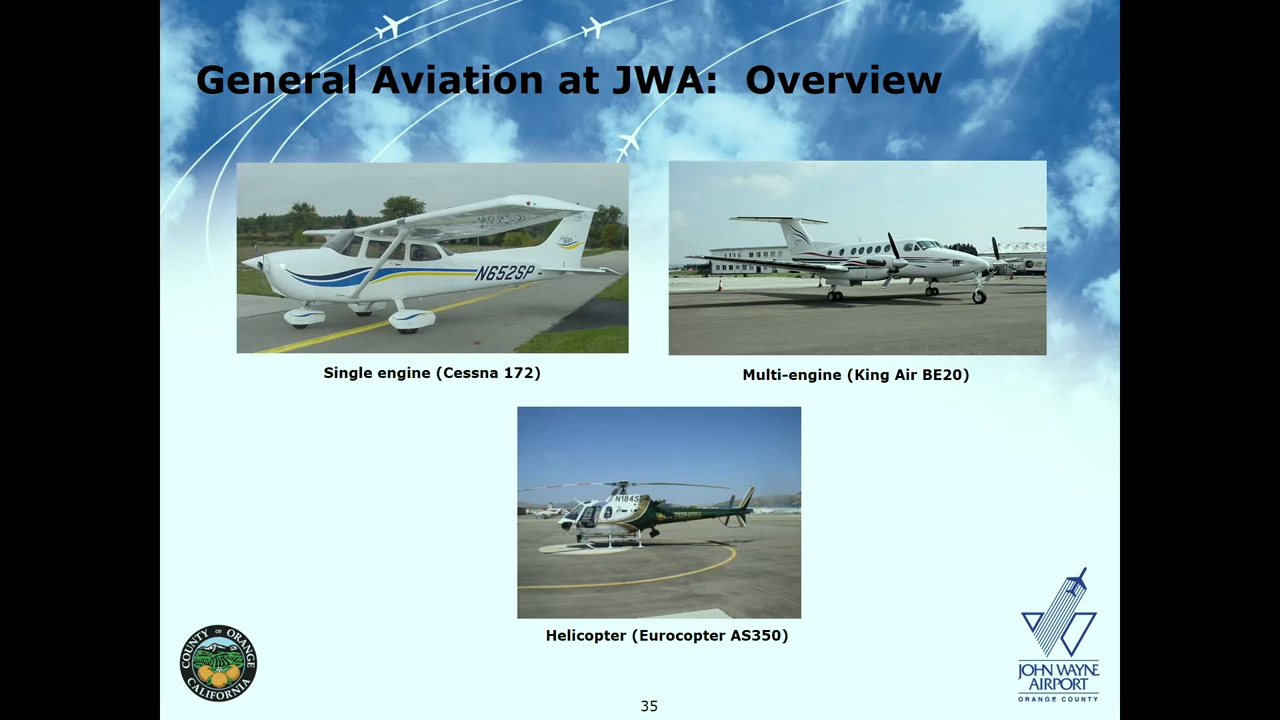 General Aviation at JWA:  Overview
N652SP
Single engine (Cessna 172)
Multi-engine (King Air BE20)
N184SD
Helicopter (Eurocopter AS350)
COUNTY OF ORANGE
CALIFORNIA
JOHN WAYNE
AIRPORT
ORANGE COUNTY
35